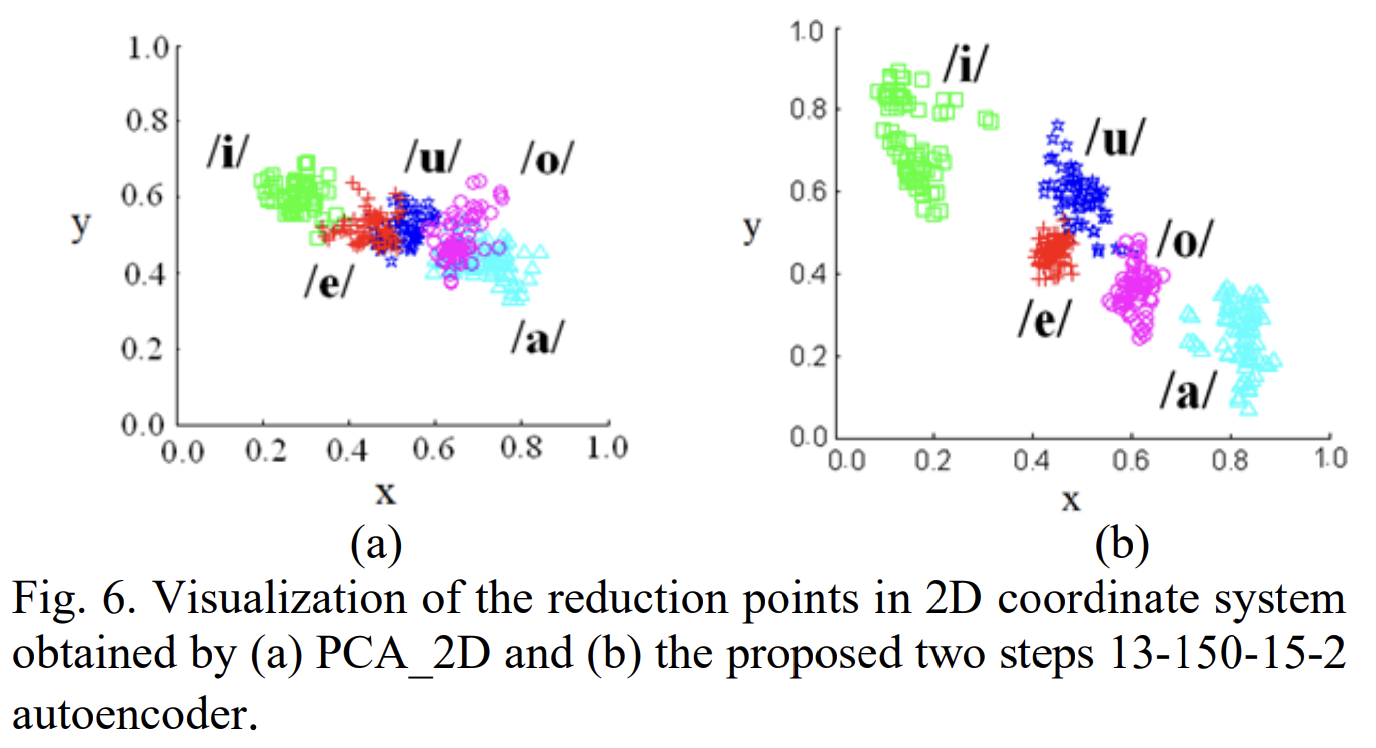 1.0
0.8
/i/ /u/ /o/
0.6
y
0.4
/e/
/a/
0.2
0.0
0.0 0.2 0.4 0.6 0.8 1.0
x
(a)
1.0
/i/
0.8
/u/
0.6
y
/o/
0.4
/e/
0.2
/a/
0.0
0.0 0.2 0.4 0.6 0.8 1.0
x
(b)
Fig. 6. Visualization of the reduction points in 2D coordinate system
obtained by (a) PCA_2D and (b) the proposed two steps 13-150-15-2
autoencoder.